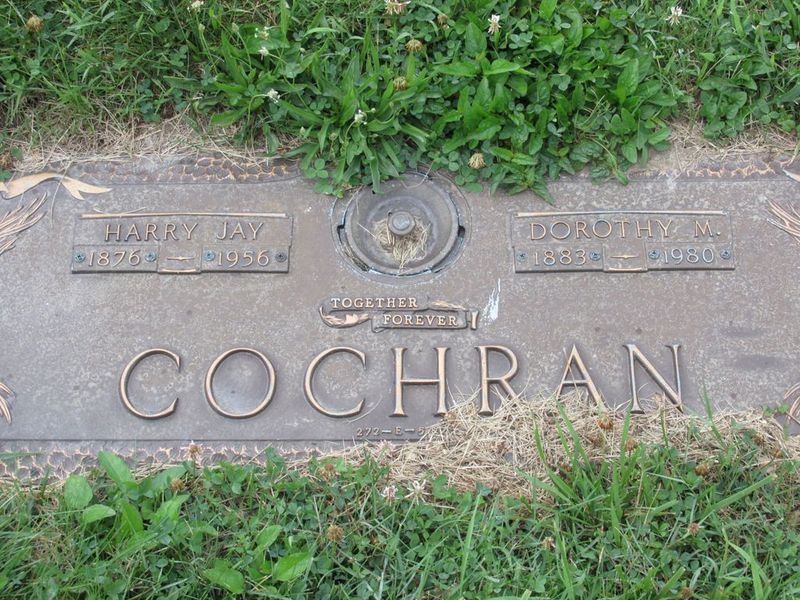 HARRY JAY
1876 — 1956
DOROTHY M.
1883 — 1980
TOGETHER
FOREVER
COCHRAN